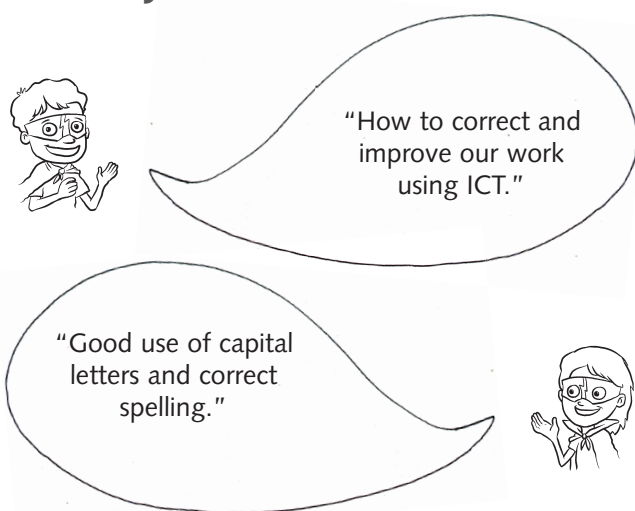 “How to correct and
improve our work
using ICT.”
“Good use of capital
letters and correct
spelling.”